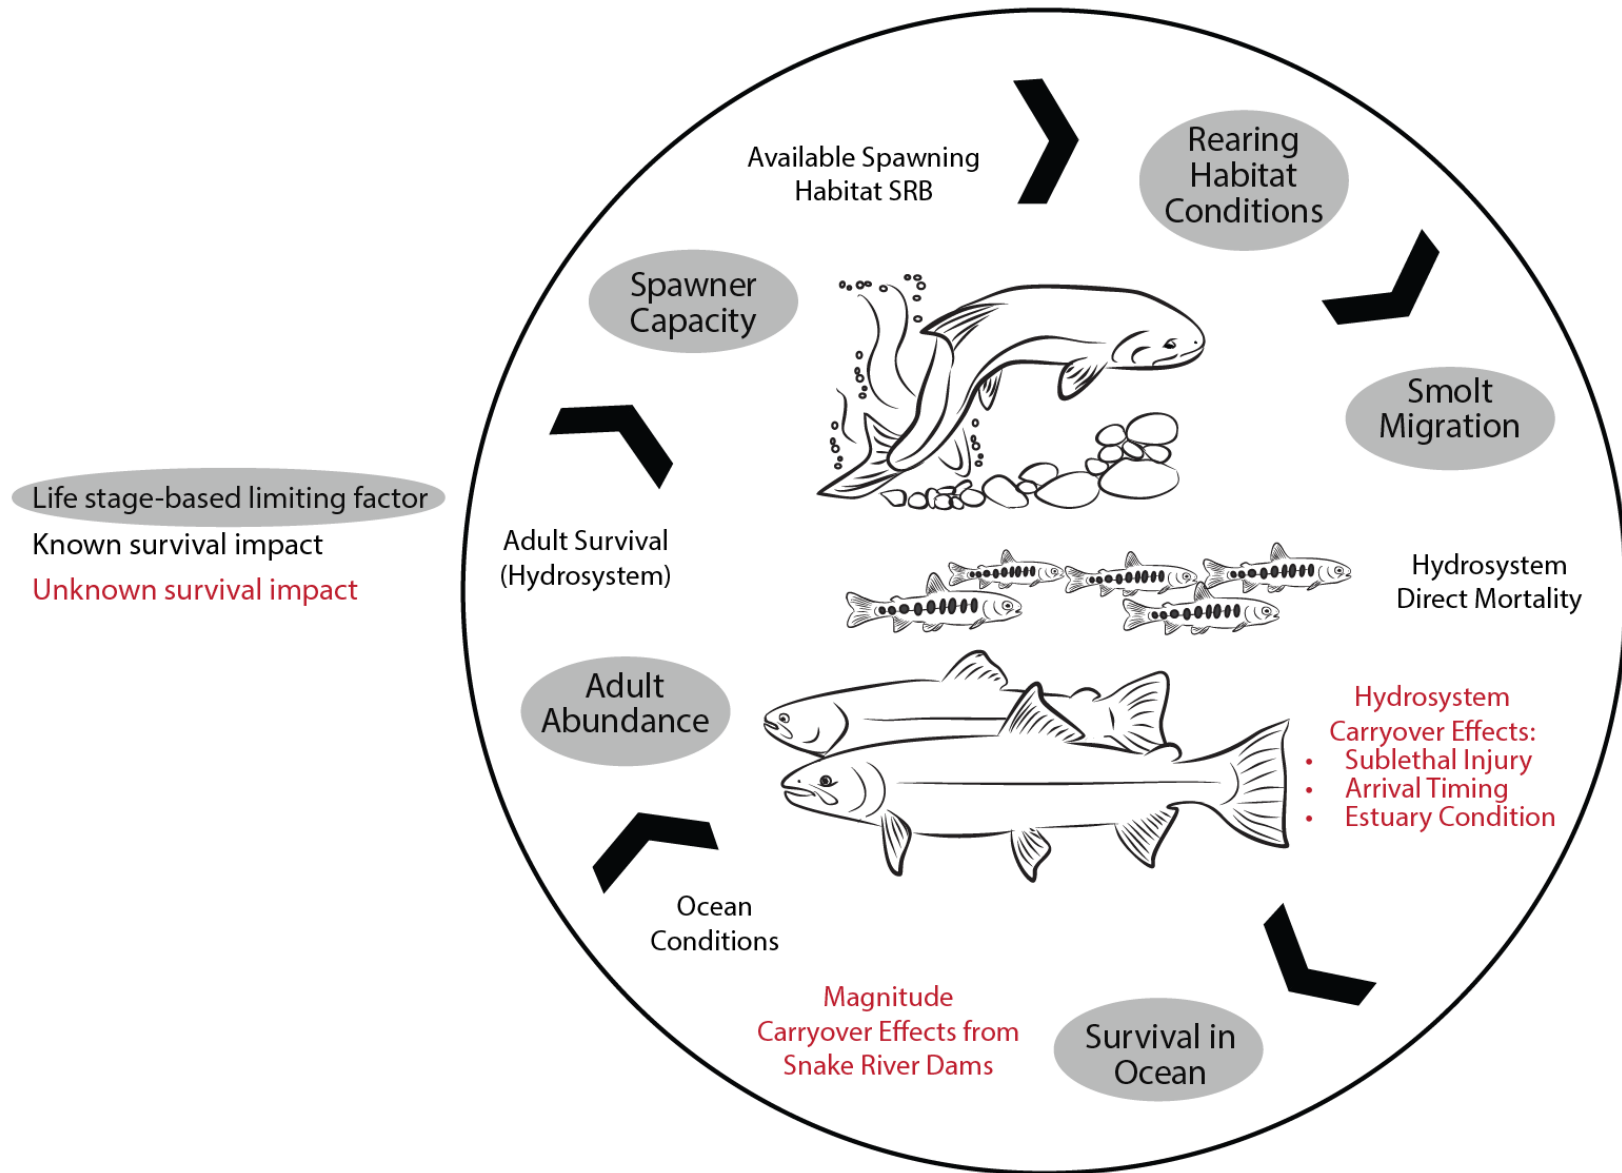 Available Spawning
Habitat SRB
Rearing
Habitat
Conditions
Spawner
Capacity
Smolt
Migration
Life stage-based limiting factor
Known survival impact
Unknown survival impact
Adult Survival
(Hydrosystem)
Hydrosystem
Direct Mortality
Adult
Abundance
Hydrosystem
Carryover Effects:
• Sublethal Injury
• Arrival Timing
• Estuary Condition
Ocean
Conditions
Magnitude
Carryover Effects from
Snake River Dams
Survival in
Ocean